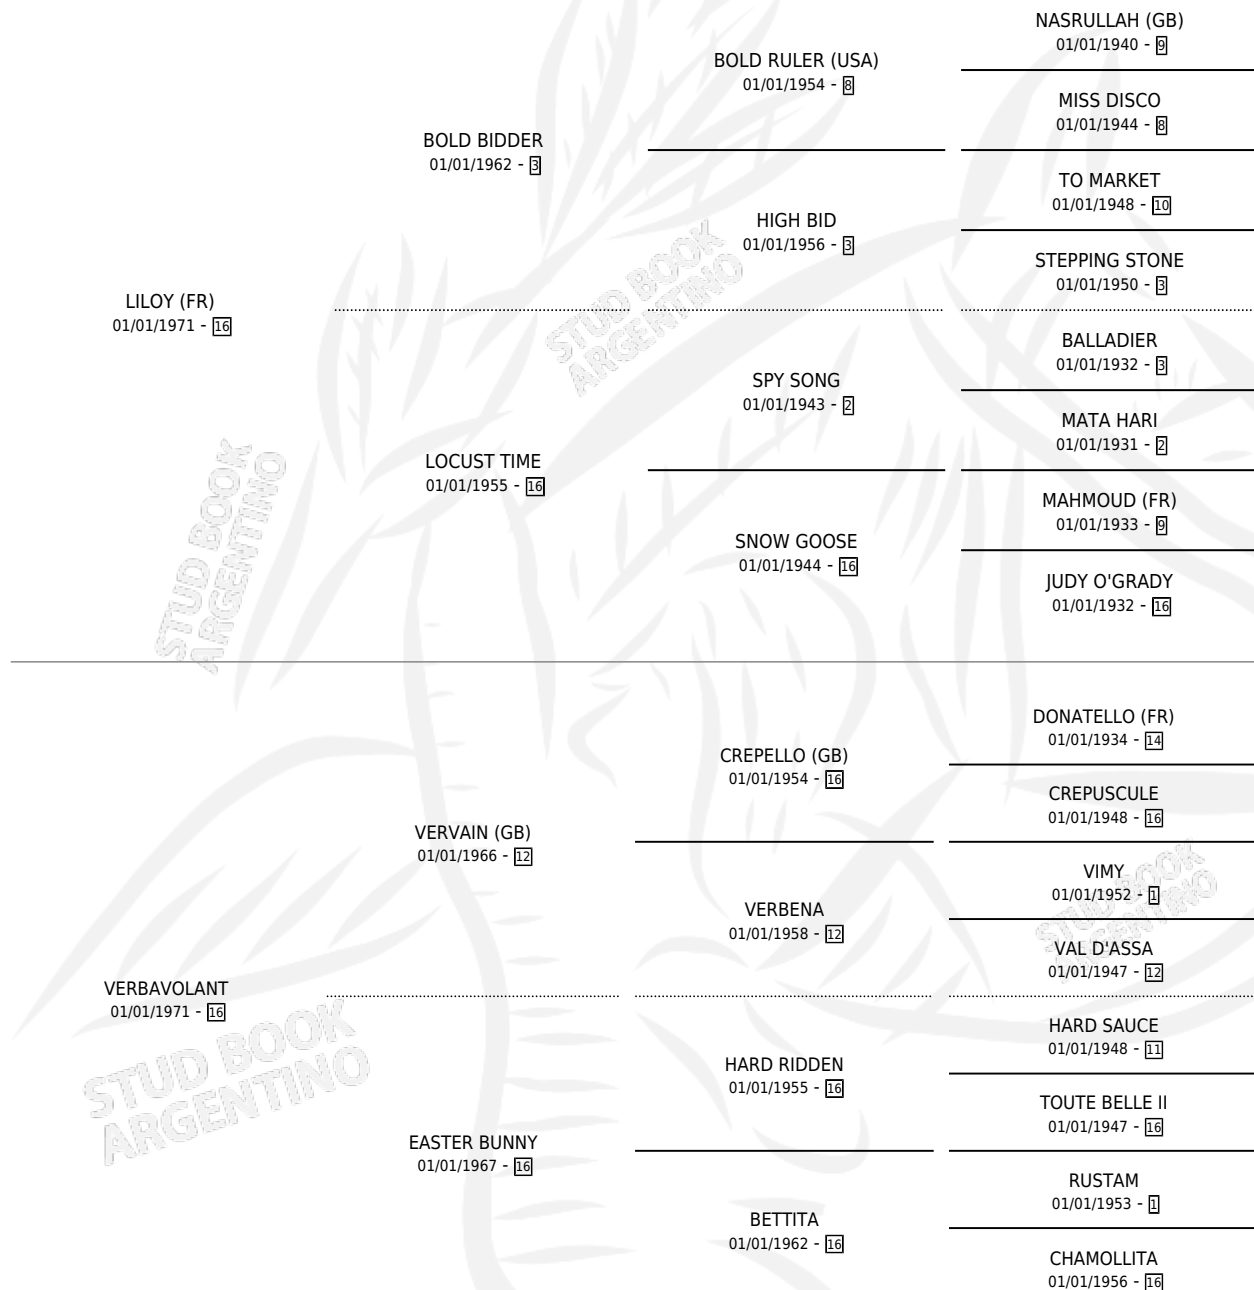 NASRULLAH (GB)
01/01/1940 - 9
BOLD RULER (USA)
01/01/1954 - 8
MISS DISCO
01/01/1944 - 8
BOLD BIDDER
01/01/1962 - 3
TO MARKET
01/01/1948 - 10
HIGH BID
01/01/1956 - 3
STEPPING STONE
01/01/1950 - 3
LILOY (FR)
01/01/1971 - 16
BALLADIER
01/01/1932 - 3
SPY SONG
01/01/1943 - 2
MATA HARI
01/01/1931 - 2
LOCUST TIME
01/01/1955 - 16
MAHMOUD (FR)
01/01/1933 - 9
SNOW GOOSE
01/01/1944 - 16
JUDY O'GRADY
01/01/1932 - 16
DONATELLO (FR)
01/01/1934 - 14
CREPELLO (GB)
01/01/1954 - 16
CREPUSCULE
01/01/1948 - 16
VERVAIN (GB)
01/01/1966 - 12
VIMY
01/01/1952 - 1
VERBENA
01/01/1958 - 12
VAL D'ASSA
01/01/1947 - 12
VERBAVOLANT
01/01/1971 - 16
HARD SAUCE
01/01/1948 - 11
HARD RIDDEN
01/01/1955 - 16
TOUTE BELLE II
01/01/1947 - 16
EASTER BUNNY
01/01/1967 - 16
RUSTAM
01/01/1953 - 1
BETTITA
01/01/1962 - 16
CHAMOLLITA
01/01/1956 - 16
STUD BOOK
ARGENTINO
STUD BOOK
ARGENTINO
STUD BOOK
ARGENTINO
STUD BOOK
ARGENTINO